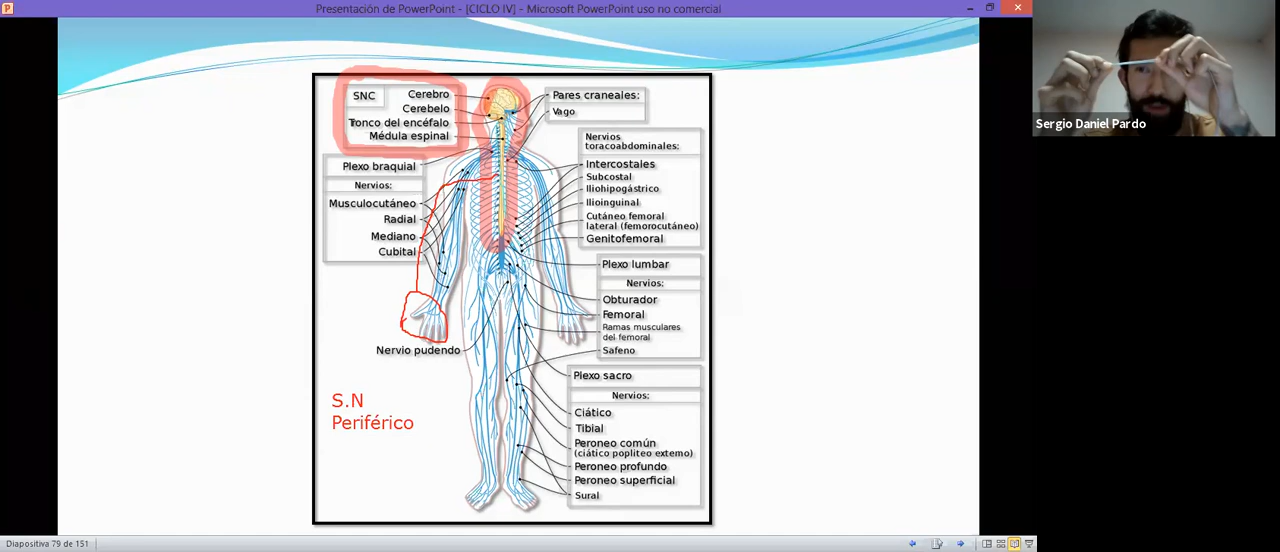 Presentación de PowerPoint - [CICLO IV] - Microsoft PowerPoint uso no comercial
SNC
Cerebro
Cerebelo
Tronco del encéfalo
Médula espinal
Plexo braquial
Nervios:
Musculocutáneo
Radial
Mediano
Cubital
Nervio pudendo
S.N
Periférico
Pares craneales:
Vago
Nervios
toracoabdominales:
Intercostales
Subcostal
Iliohipogástrico
Ilioinguinal
Cutáneo femoral
lateral (femorocutáneo)
Genitofemoral
Plexo lumbar
Nervios:
Obturador
Femoral
Ramas musculares
del femoral
Safeno
Plexo sacro
Nervios:
Ciático
Tibial
Peroneo común
(ciático popliteo externo)
Peroneo profundo
Peroneo superficial
Sural
Sergio Daniel Pardo
Diapositiva 79 de 151